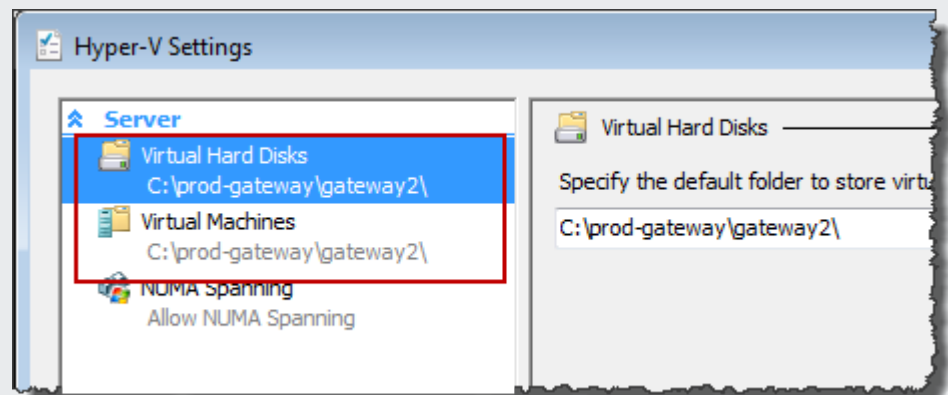 Hyper-V Settings
Server
Virtual Hard Disks
C:\prod-gateway\gateway2\
Virtual Machines
C:\prod-gateway\gateway2\
NUMA Spanning
Allow NUMA Spanning
Virtual Hard Disks
Specify the default folder to store
C:\prod-gateway\gateway2\